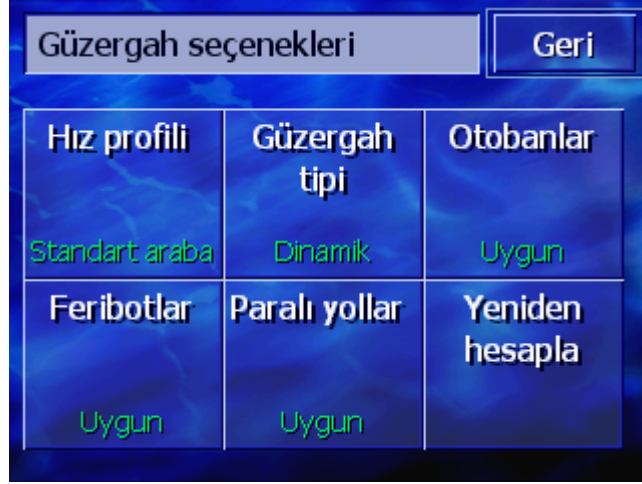 Güzergah seçenekleri
Geri
Hız profili
Standart araba
Güzergah
tipi
Dinamik
Otobanlar
Uygun
Feribotlar
Uygun
Paralı yollar
Uygun
Yeniden
hesapla